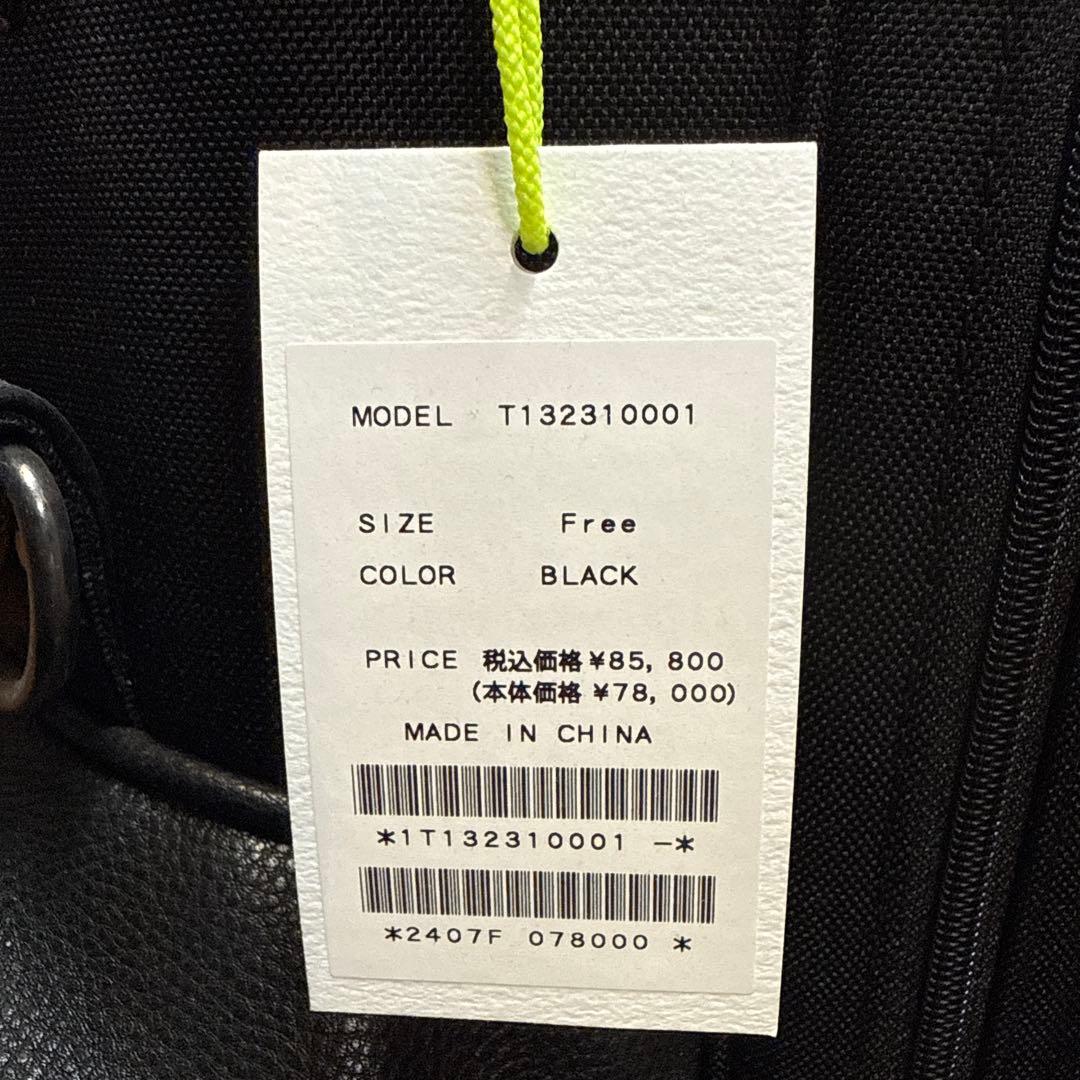 MODEL T132310001
SIZE Free
COLOR BLACK
PRICE 税込価格 ¥85, 800
(本体価格 ¥78, 000)
MADE IN CHINA
*1T132310001 -*
*2407F 078000 *